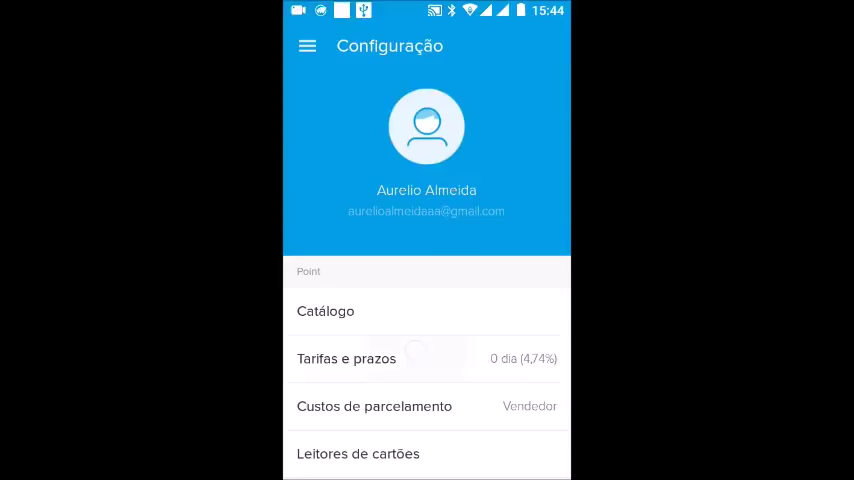 15:44
Configuração
Aurelio Almeida
aurelioalmeidaaa@gmail.com
Point
Catálogo
Tarifas e prazos 0 dia (4,74%)
Custos de parcelamento Vendedor
Leitores de cartões